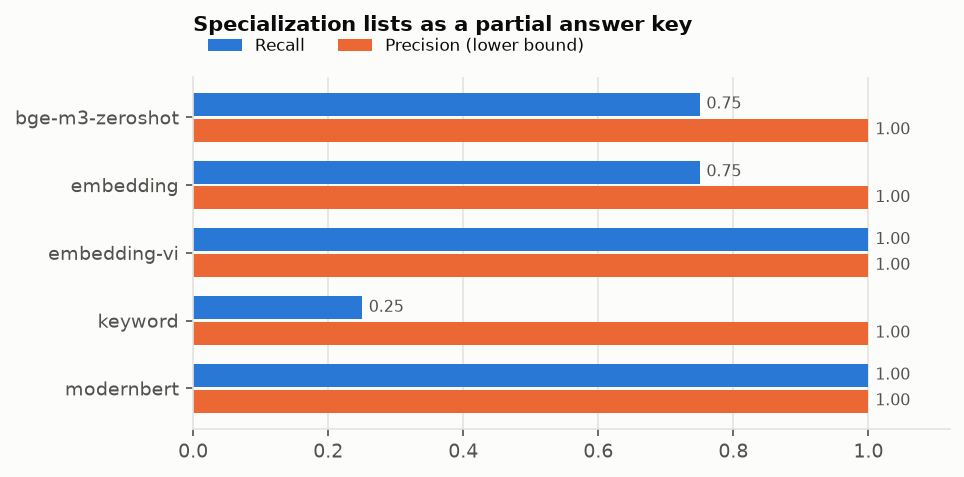 Specialization lists as a partial answer key
Recall Precision (lower bound)
bge-m3-zeroshot 0.75
1.00
embedding 0.75
1.00
embedding-vi 1.00
1.00
keyword 0.25
1.00
modernbert 1.00
1.00
0.0 0.2 0.4 0.6 0.8 1.0